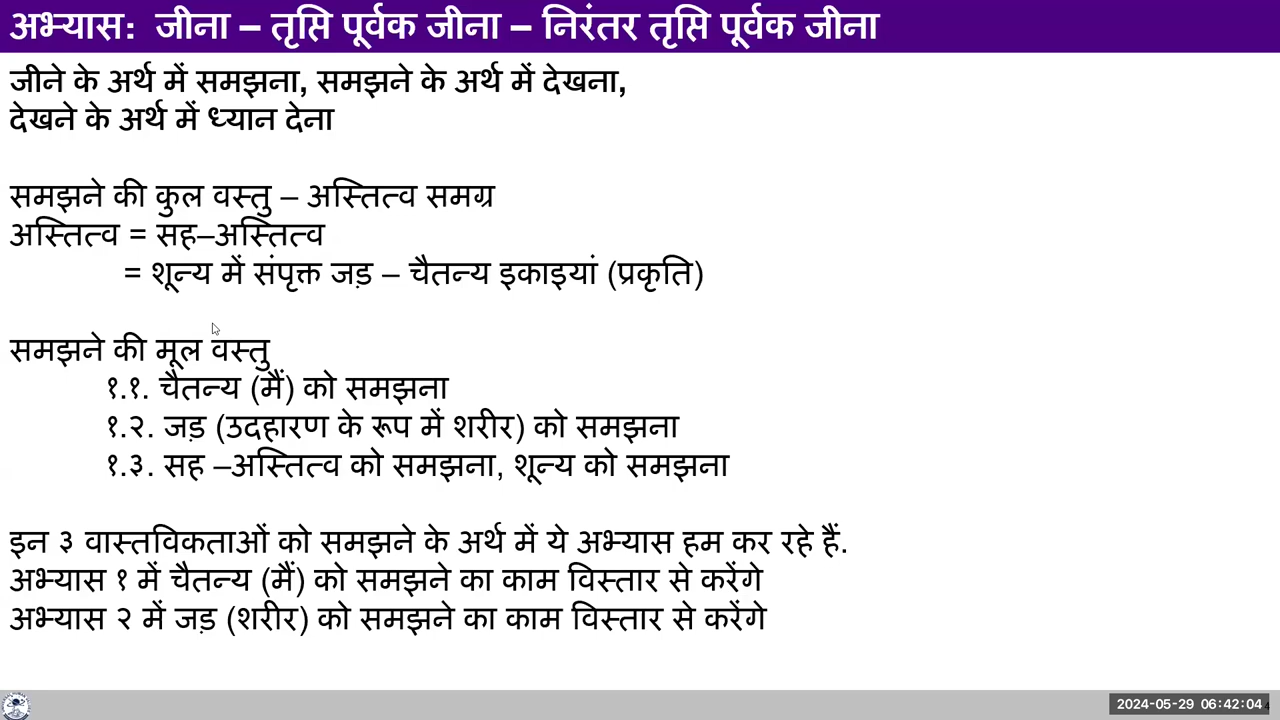 अभ्यास: जीना – तृप्ति पूर्वक जीना – निरंतर तृप्ति पूर्वक जीना
जीने के अर्थ में समझना, समझने के अर्थ में देखना,
देखने के अर्थ में ध्यान देना
समझने की कुल वस्तु – अस्तित्व समग्र
अस्तित्व = सह–अस्तित्व
= शून्य में संपृक्त जड़ – चैतन्य इकाइयां (प्रकृति)
समझने की मूल वस्तु
१.१. चैतन्य (मैं) को समझना
१.२. जड़ (उदहारण के रूप में शरीर) को समझना
१.३. सह –अस्तित्व को समझना, शून्य को समझना
इन ३ वास्तविकताओं को समझने के अर्थ में ये अभ्यास हम कर रहे हैं.
अभ्यास १ में चैतन्य (मैं) को समझने का काम विस्तार से करेंगे
अभ्यास २ में जड़ (शरीर) को समझने का काम विस्तार से करेंगे
2024-05-29 06:42:04